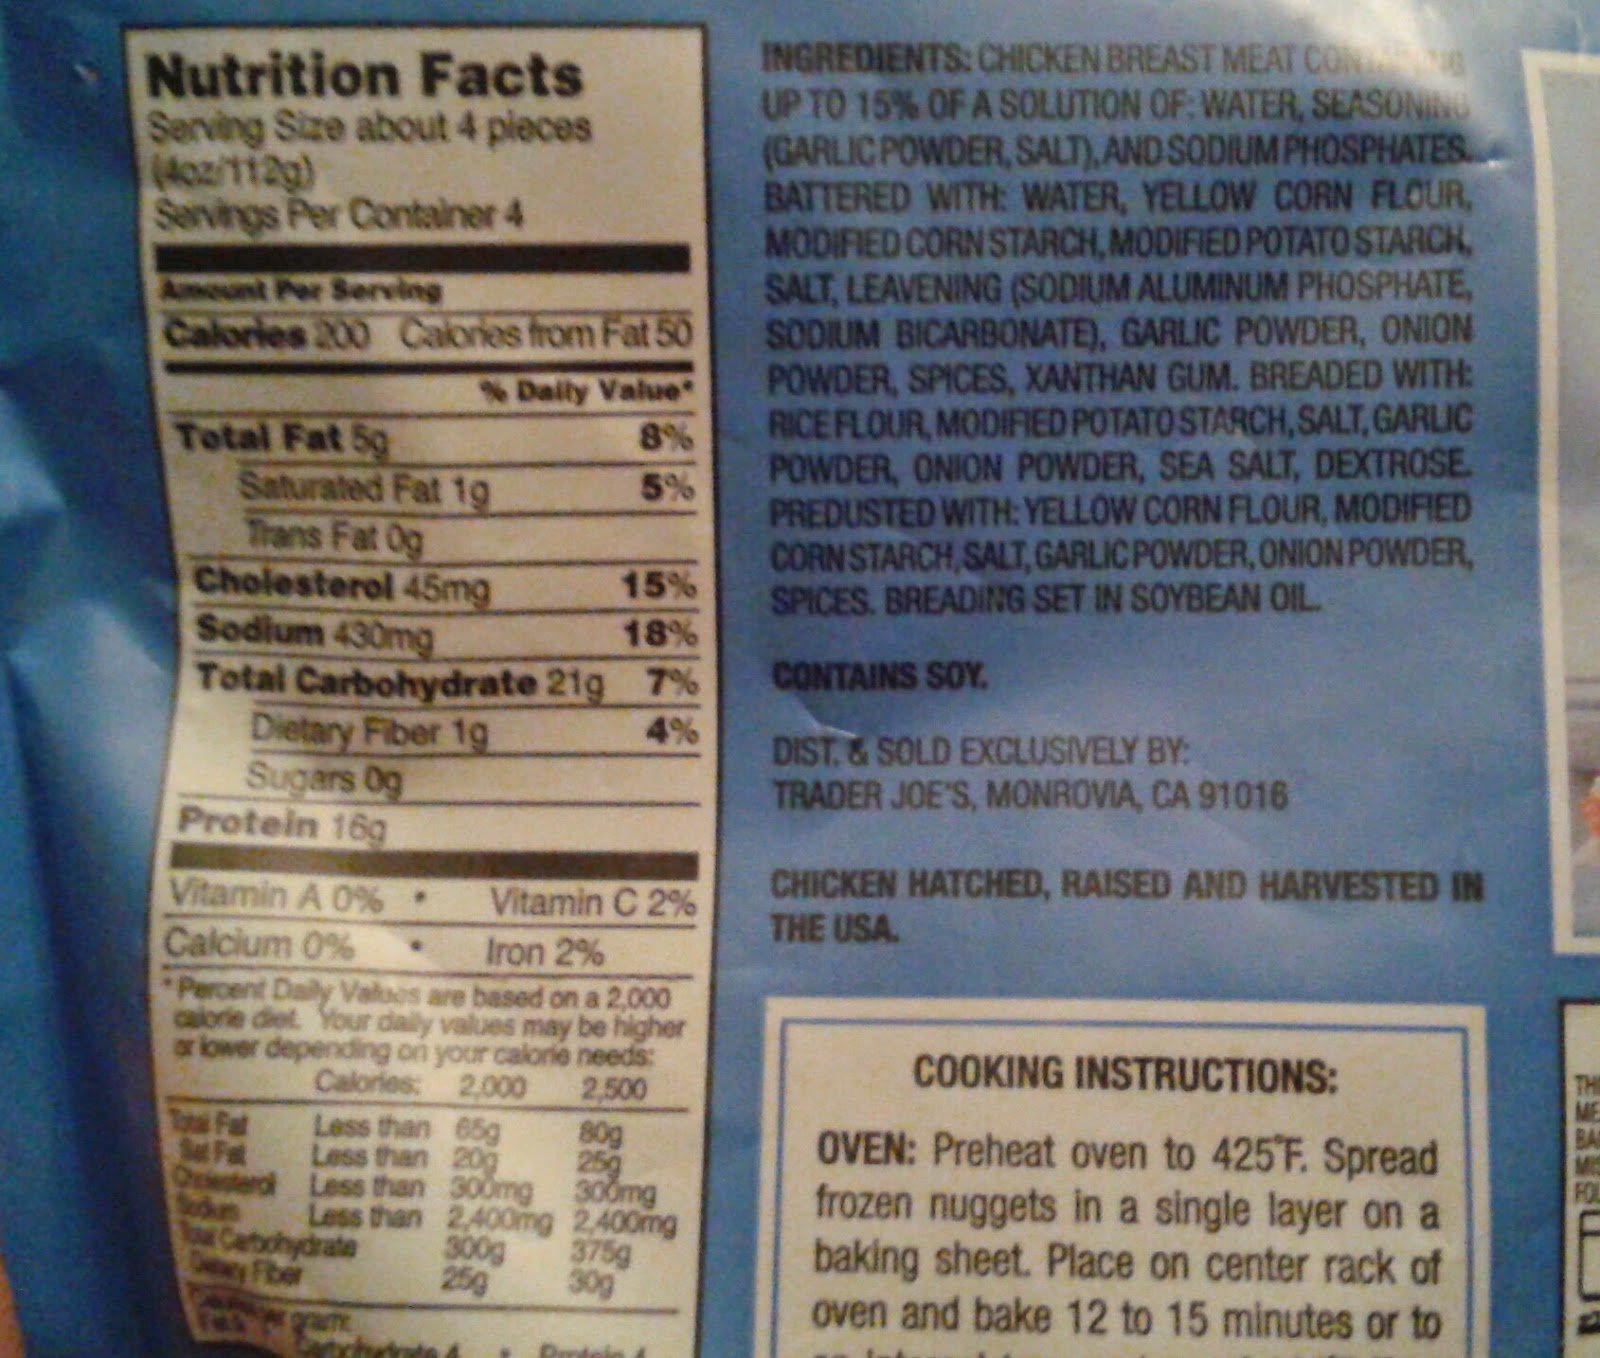 Nutrition Facts
Serving Size about 4 pieces
(4oz/112g)
Servings Per Container 4
Amount Per Serving
Calories 200 Calories from Fat 50
% Daily Value*
Total Fat 5g 8%
Saturated Fat 1g 5%
Trans Fat 0g
Cholesterol 45mg 15%
Sodium 430mg 18%
Total Carbohydrate 21g 7%
Dietary Fiber 1g 4%
Sugars 0g
Protein 16g
Vitamin A 0% • Vitamin C 2%
Calcium 0% • Iron 2%
*Percent Daily Values are based on a 2,000
calorie diet. Your daily values may be higher
or lower depending on your calorie needs:
Calories: 2,000 2,500
Total Fat Less than 65g 80g
Sat Fat Less than 20g 25g
Cholesterol Less than 300mg 300mg
Sodium Less than 2,400mg 2,400mg
Total Carbohydrate 300g 375g
Dietary Fiber 25g 30g
gram:
Carbohydrate 4 • Protein 4
INGREDIENTS: CHICKEN BREAST MEAT CONTAINING
UP TO 15% OF A SOLUTION OF: WATER, SEASONING
(GARLIC POWDER, SALT), AND SODIUM PHOSPHATES.
BATTERED WITH: WATER, YELLOW CORN FLOUR,
MODIFIED CORN STARCH, MODIFIED POTATO STARCH,
SALT, LEAVENING (SODIUM ALUMINUM PHOSPHATE,
SODIUM BICARBONATE), GARLIC POWDER, ONION
POWDER, SPICES, XANTHAN GUM. BREADED WITH:
RICE FLOUR, MODIFIED POTATO STARCH, SALT, GARLIC
POWDER, ONION POWDER, SEA SALT, DEXTROSE.
PREDUSTED WITH: YELLOW CORN FLOUR, MODIFIED
CORN STARCH, SALT, GARLIC POWDER, ONION POWDER,
SPICES. BREADING SET IN SOYBEAN OIL.
CONTAINS SOY.
DIST. & SOLD EXCLUSIVELY BY:
TRADER JOE'S, MONROVIA, CA 91016
CHICKEN HATCHED, RAISED AND HARVESTED IN
THE USA.
COOKING INSTRUCTIONS:
OVEN: Preheat oven to 425°F. Spread
frozen nuggets in a single layer on a
baking sheet. Place on center rack of
oven and bake 12 to 15 minutes or to